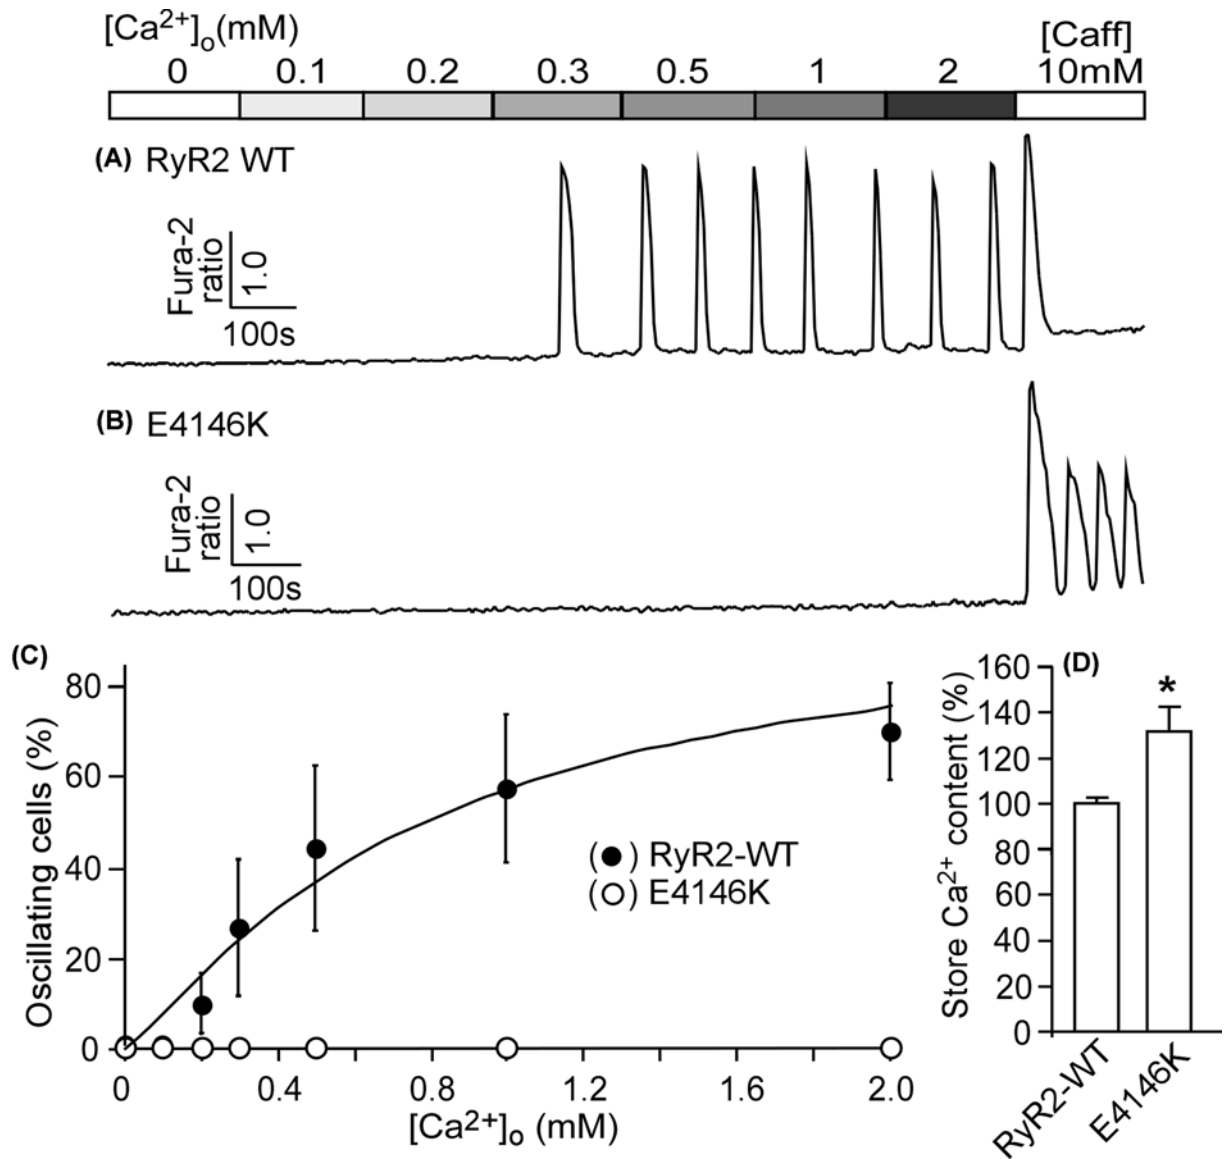 [Ca2+]o(mM)
[Caff]
0 0.1 0.2 0.3 0.5 1 2 10mM
(A) RyR2 WT
Fura-2
ratio
1.0
100s
(B) E4146K
Fura-2
ratio
1.0
100s
(C)
Oscillating cells (%)
80
60
40
20
0
0 0.4 0.8 1.2 1.6 2.0
[Ca2+]o (mM)
(●) RyR2-WT
(○) E4146K
(D)
Store Ca2+ content (%)
160
140
120
100
80
60
40
20
0
*
RyR2-WT
E4146K